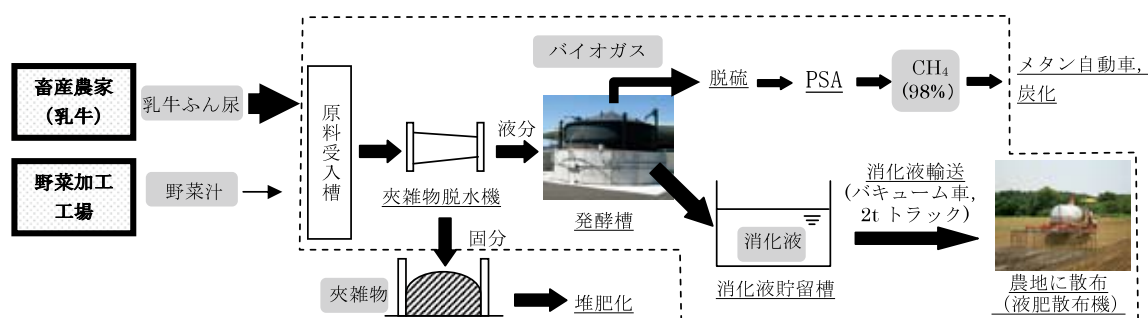 畜産農家
(乳牛)
乳牛ふん尿
野菜加工
工場
野菜汁
原料受入槽
夾雑物脱水機
液分
固分
夾雑物
堆肥化
バイオガス
発酵槽
脱硫
PSA
CH₄
(98%)
メタン自動車,
炭化
消化液
消化液貯留槽
消化液輸送
(バキューム車,
2t トラック)
農地に散布
(液肥散布機)